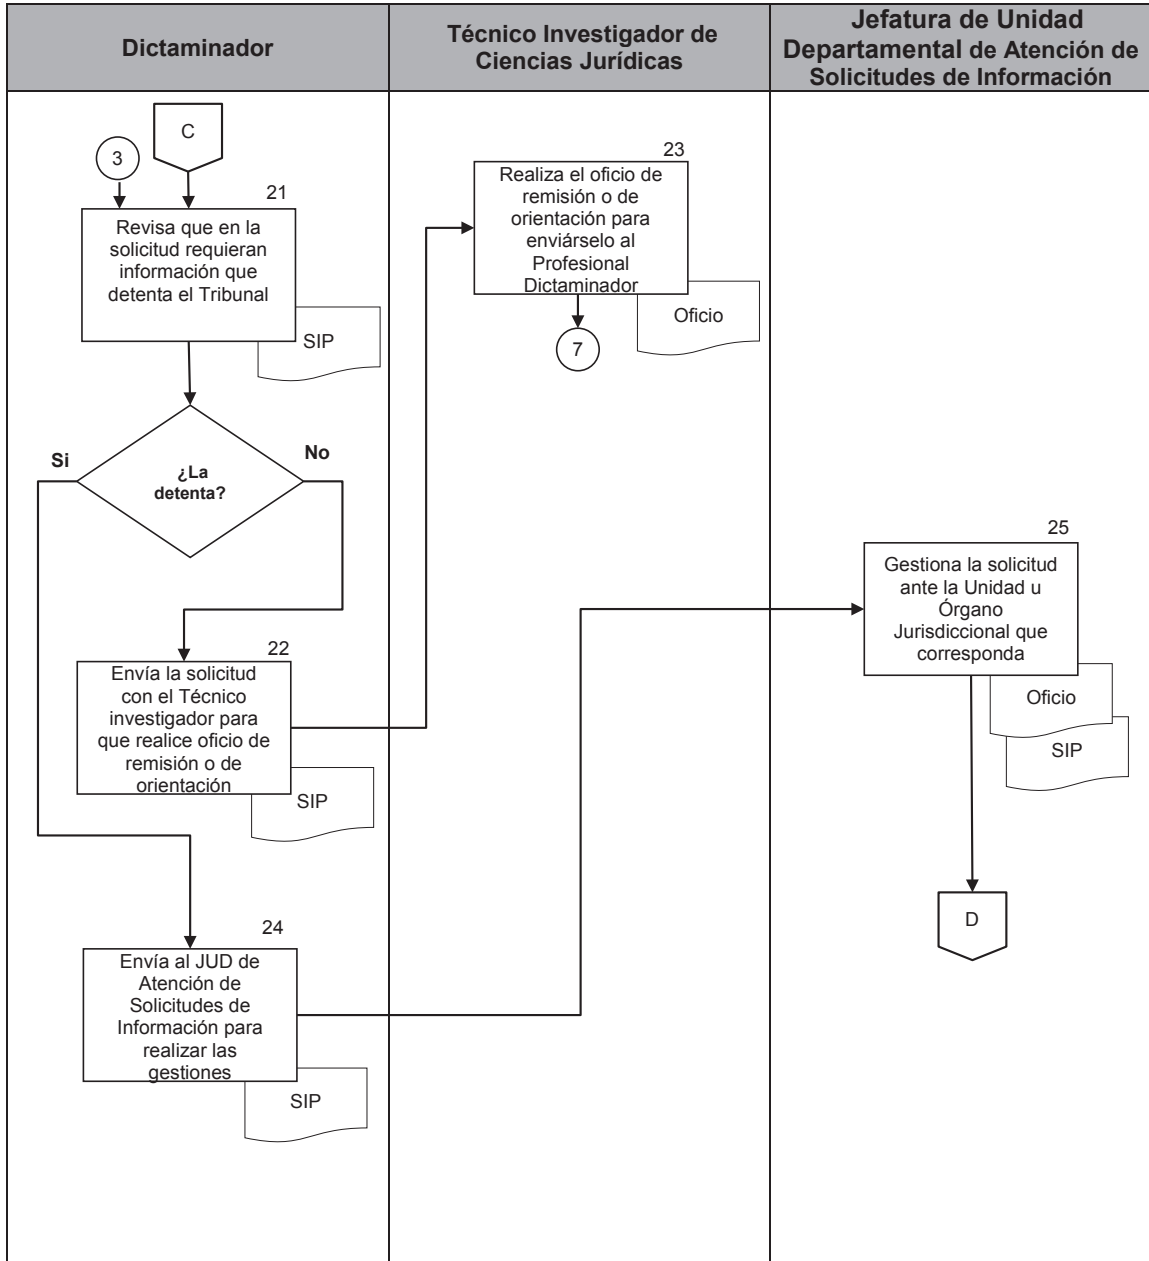 Dictaminador
Técnico Investigador de
Ciencias Jurídicas
Jefatura de Unidad
Departamental de Atención de
Solicitudes de Información
C
3
21
Revisa que en la
solicitud requieran
información que
detenta el Tribunal
SIP
¿La
detenta?
Si
No
22
Envía la solicitud
con el Técnico
investigador para
que realice oficio de
remisión o de
orientación
SIP
24
Envía al JUD de
Atención de
Solicitudes de
Información para
realizar las
gestiones
SIP
23
Realiza el oficio de
remisión o de
orientación para
enviárselo al
Profesional
Dictaminador
Oficio
7
25
Gestiona la solicitud
ante la Unidad u
Órgano
Jurisdiccional que
corresponda
Oficio
SIP
D